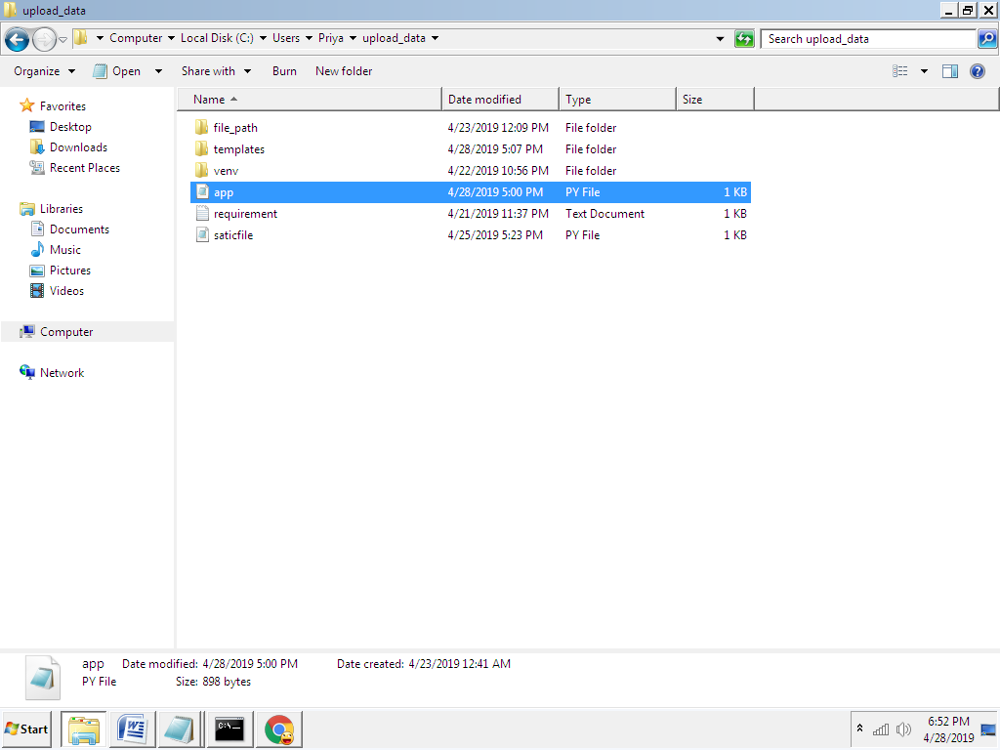 upload_data
Computer Local Disk (C:) Users Priya upload_data Search upload_data
Organize Open Share with Burn New folder
Name Date modified Type Size
Favorites
Desktop
Downloads
Recent Places
Libraries
Documents
Music
Pictures
Videos
Computer
Network
file_path 4/23/2019 12:09 PM File folder
templates 4/28/2019 5:07 PM File folder
venv 4/22/2019 10:56 PM File folder
app 4/28/2019 5:00 PM PY File 1 KB
requirement 4/21/2019 11:37 PM Text Document 1 KB
saticfile 4/25/2019 5:23 PM PY File 1 KB
app Date modified: 4/28/2019 5:00 PM Date created: 4/23/2019 12:41 AM
PY File Size: 898 bytes
Start
C:\
6:52 PM
4/28/2019